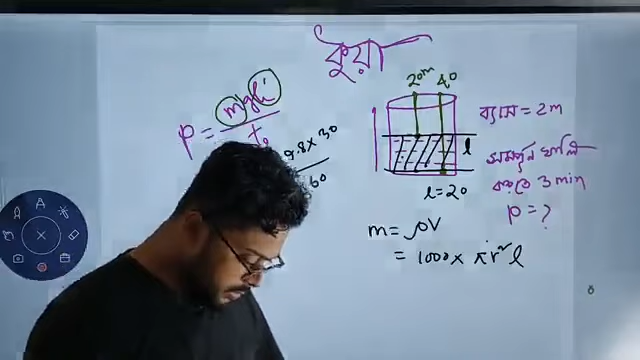 কুয়া
20m 40
P = mgh / t
9.8 × 30
60
ব্যাস = 2m
l
সম্পূর্ণ খালি
করতে 3 min
l = 20
P = ?
m = ρV
= 1000 × πr²l